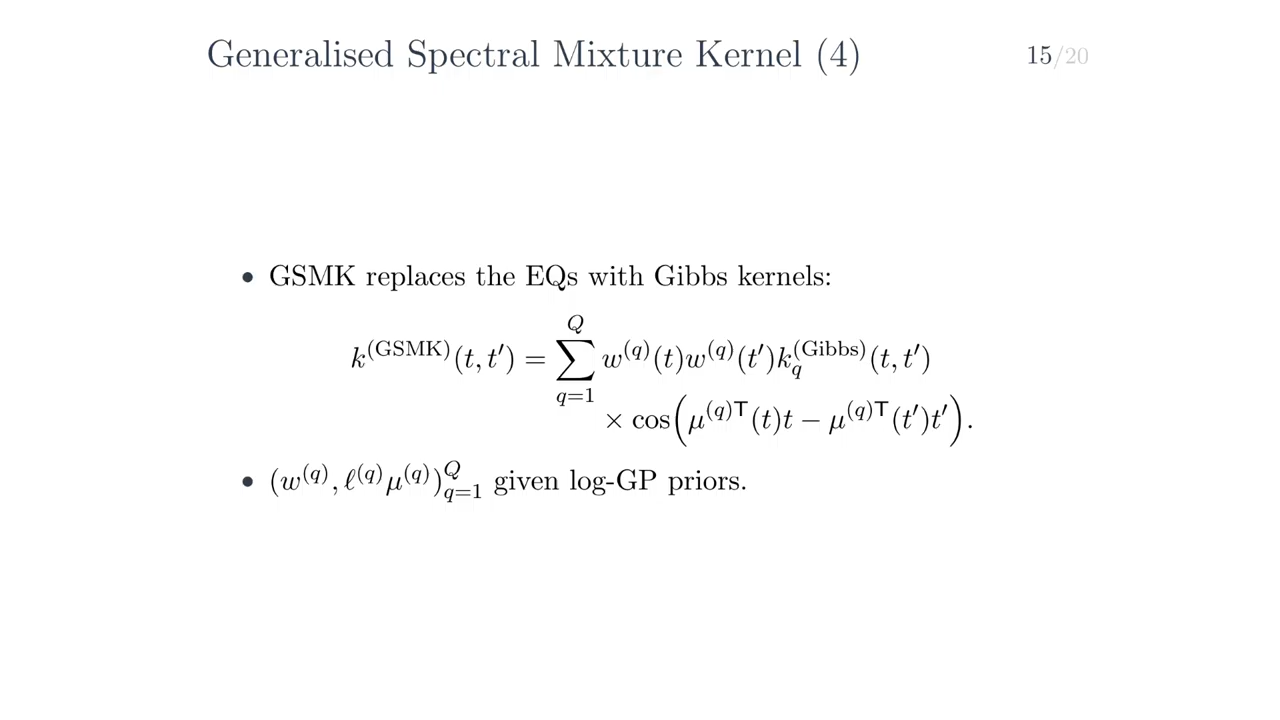 Generalised Spectral Mixture Kernel (4) 15/20
• GSMK replaces the EQs with Gibbs kernels:
k^{(GSMK)}(t, t′) = ∑_{q=1}^{Q} w^{(q)}(t)w^{(q)}(t′)k_q^{(Gibbs)}(t, t′)
× cos(μ^{(q)T}(t)t − μ^{(q)T}(t′)t′).
• (w^{(q)}, ℓ^{(q)}μ^{(q)})_{q=1}^{Q} given log-GP priors.